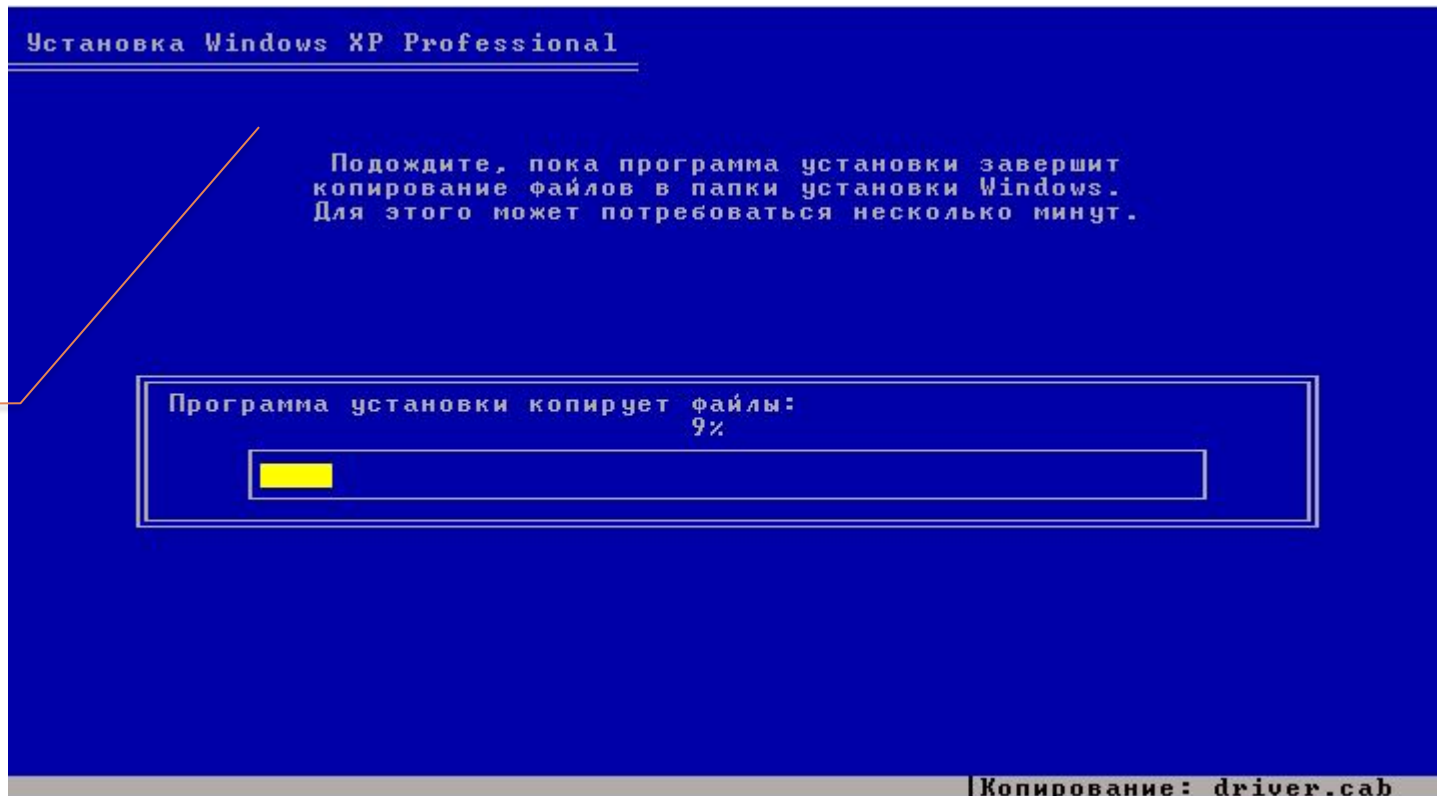 Установка Windows XP Professional
Подождите, пока программа установки завершит
копирование файлов в папки установки Windows.
Для этого может потребоваться несколько минут.
Программа установки копирует файлы:
9%
Копирование: driver.cab